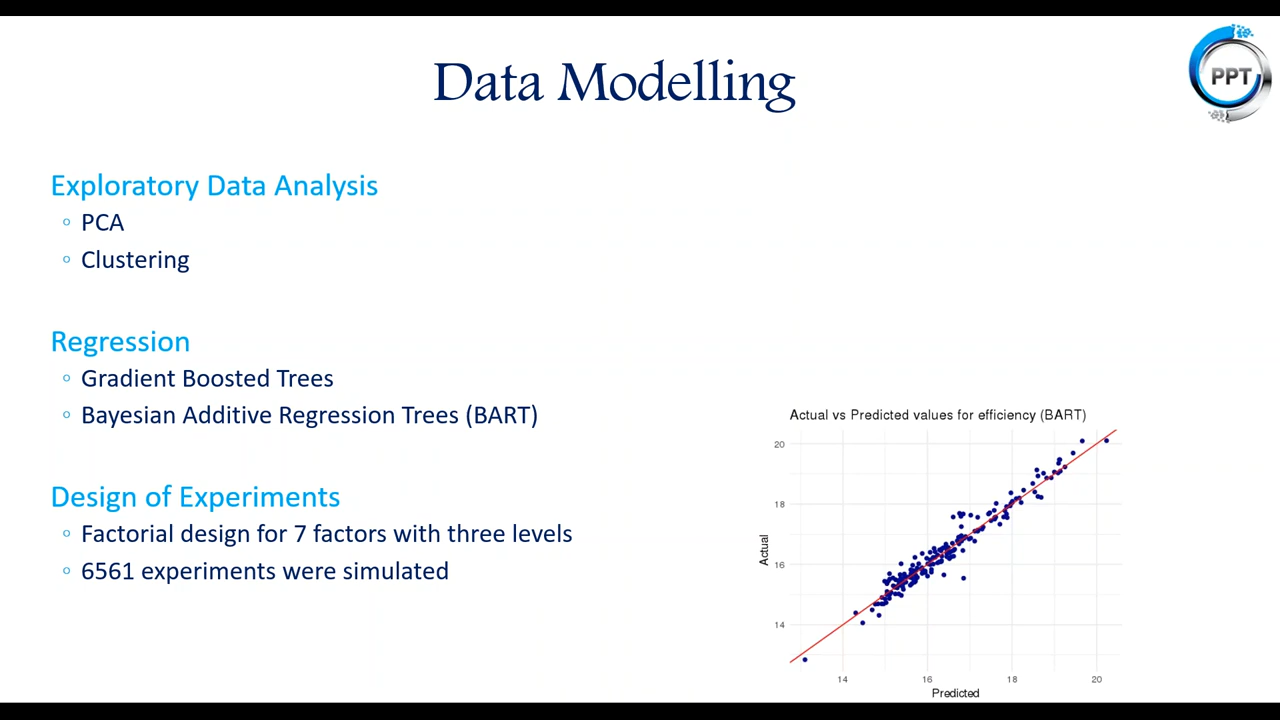 Data Modelling
PPT
Exploratory Data Analysis
PCA
Clustering
Regression
Gradient Boosted Trees
Bayesian Additive Regression Trees (BART)
Design of Experiments
Factorial design for 7 factors with three levels
6561 experiments were simulated
Actual vs Predicted values for efficiency (BART)
20
18
16
14
Actual
14 16 18 20
Predicted